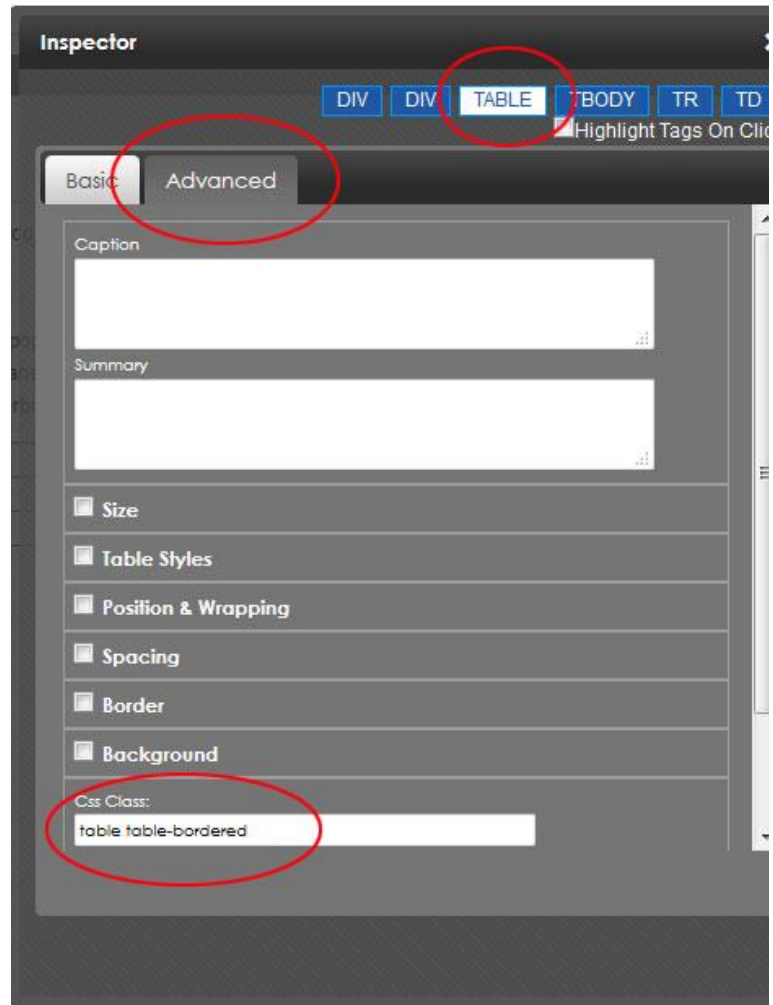 Inspector
DIV DIV TABLE TBODY TR TD
Highlight Tags On Clic
Basic Advanced
Caption
Summary
Size
Table Styles
Position & Wrapping
Spacing
Border
Background
Css Class:
table table-bordered